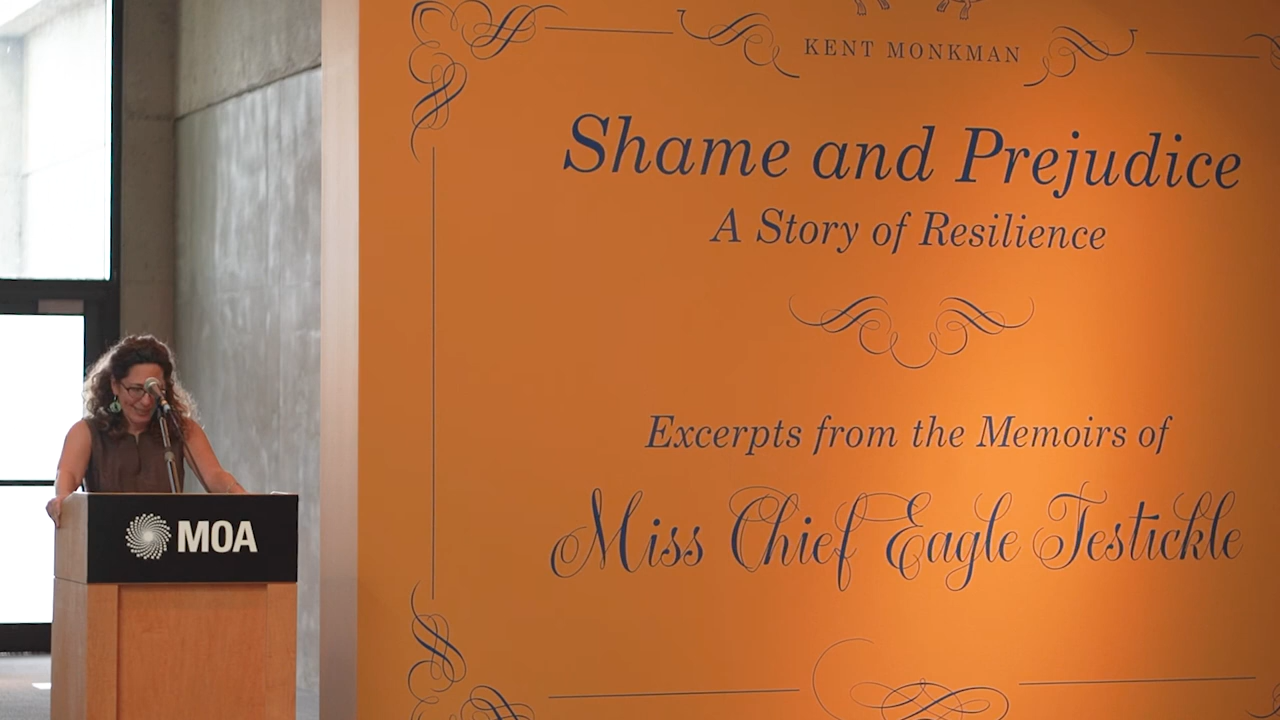 KENT MONKMAN
Shame and Prejudice
A Story of Resilience
Excerpts from the Memoirs of
Miss Chief Eagle Testickle
MOA